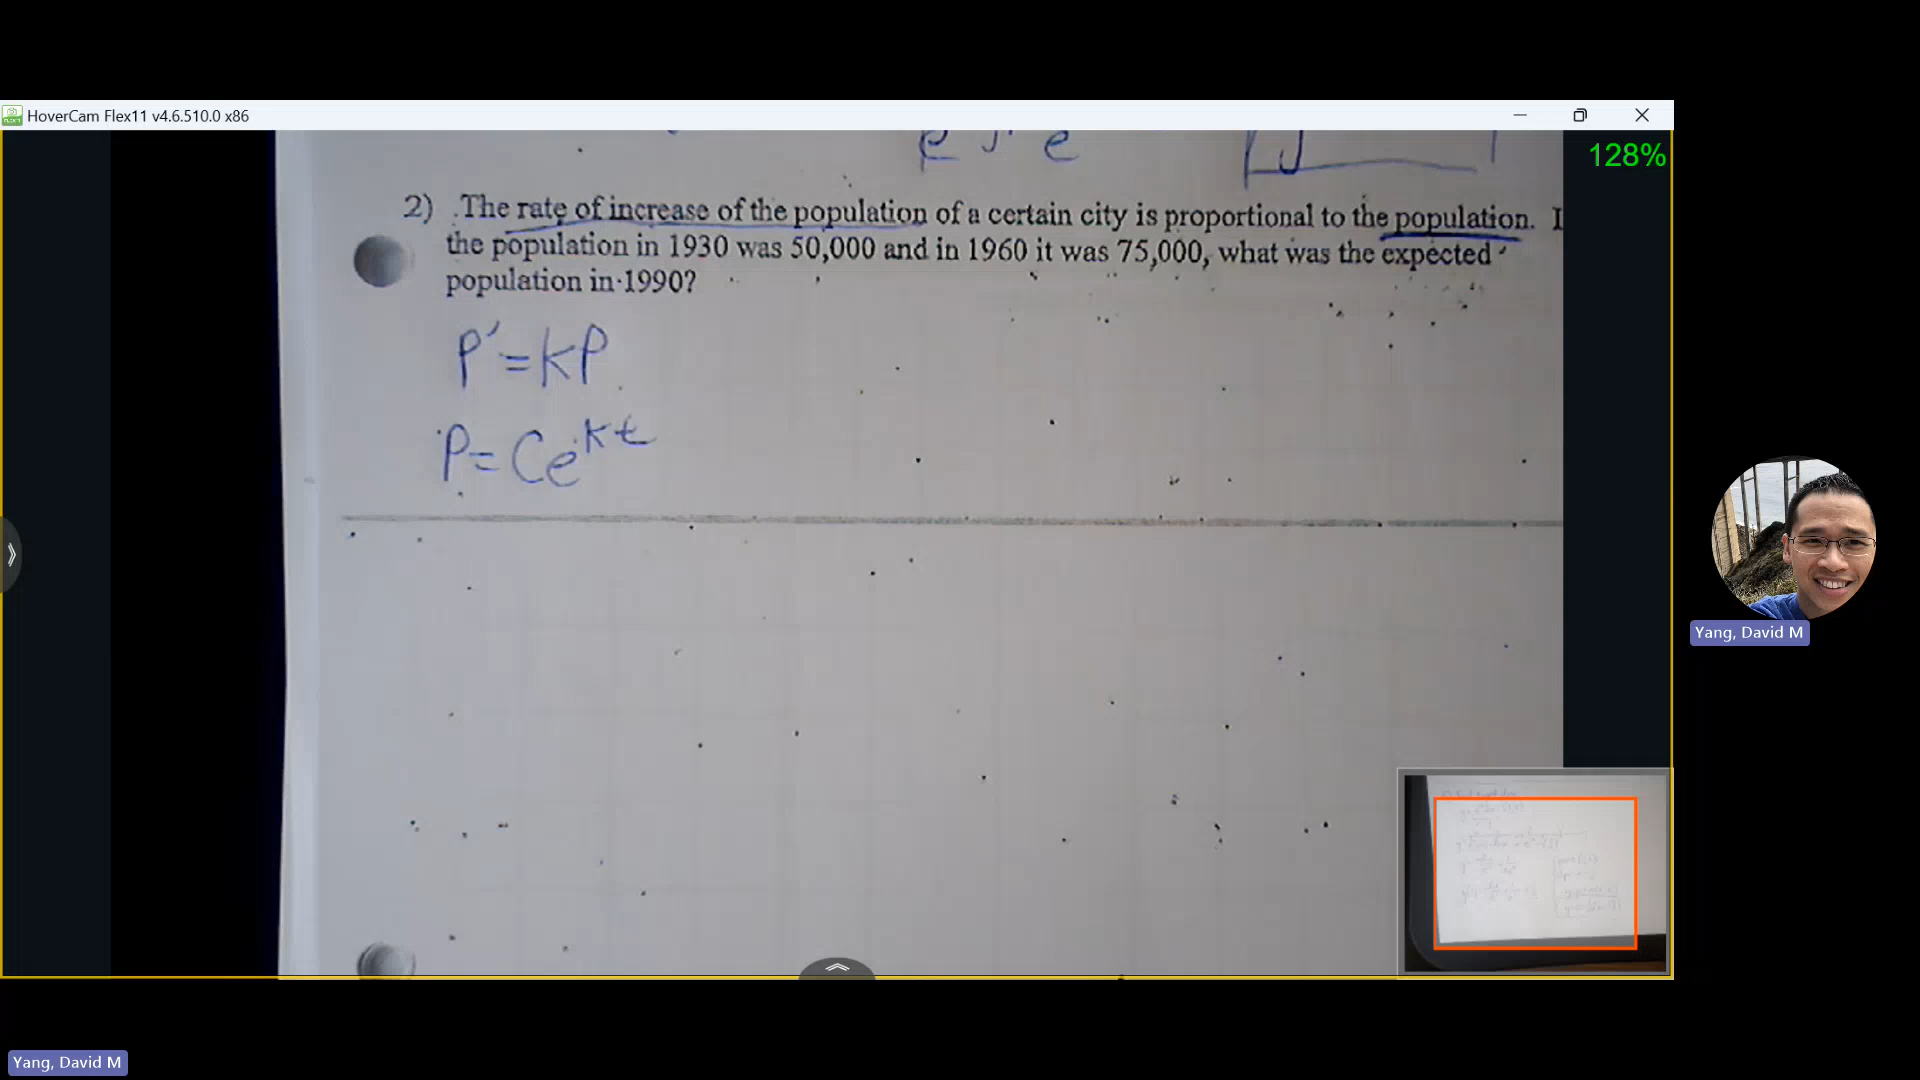 HoverCam Flex11 v4.6.510.0 x86
128%
2) The rate of increase of the population of a certain city is proportional to the population. I
the population in 1930 was 50,000 and in 1960 it was 75,000, what was the expected
population in 1990?
P' = kP
P = Ce^{kt}
Yang, David M
Yang, David M